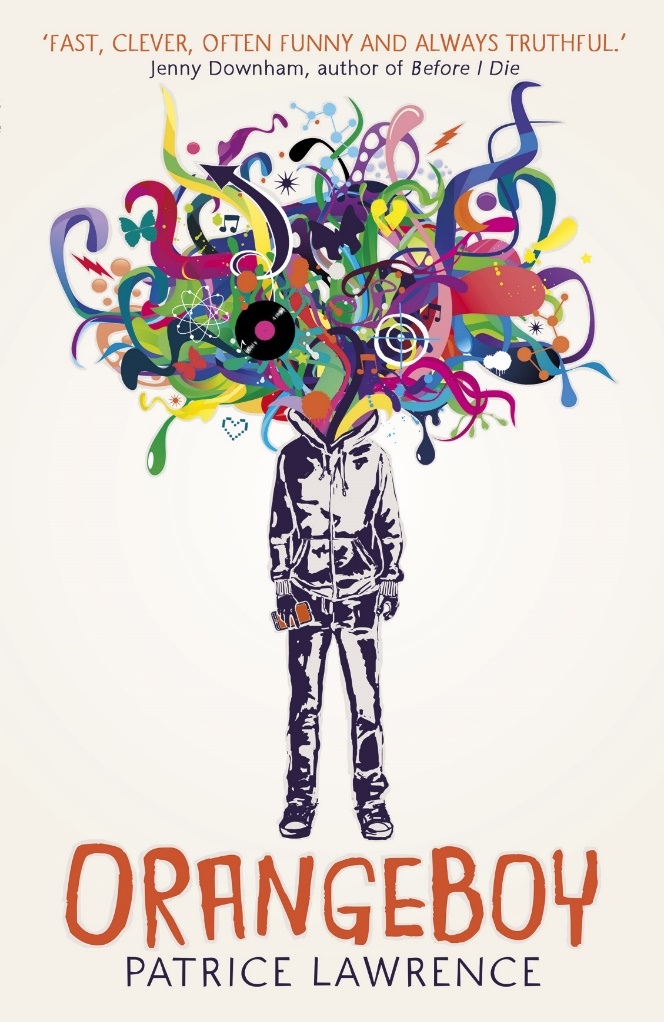 ‘FAST, CLEVER, OFTEN FUNNY AND ALWAYS TRUTHFUL.’
Jenny Downham, author of Before I Die
ORANGEBOY
PATRICE LAWRENCE